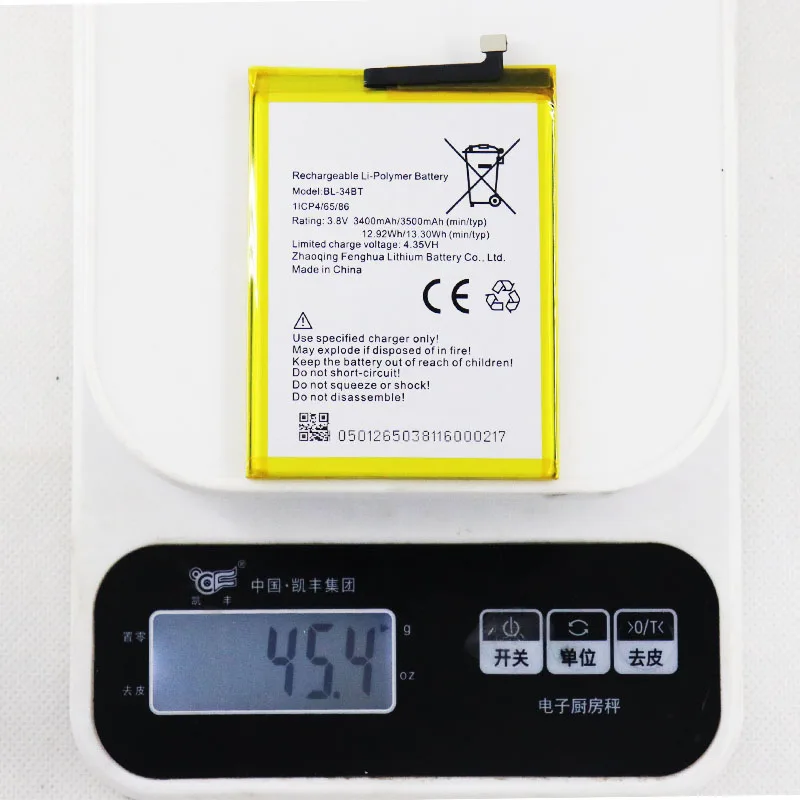 Rechargeable Li-Polymer Battery
Model: BL-34BT
1ICP4/65/86
Rating: 3.8V 3400mAh/3500mAh (min/typ)
12.92Wh/13.30Wh (min/typ)
Limited charge voltage: 4.35VH
Zhaoqing Fenghua Lithium Battery Co., Ltd.
Made in China
CE
Use specified charger only!
May explode if disposed of in fire!
Keep the battery out of reach of children!
Do not short-circuit!
Do not squeeze or shock!
Do not disassemble!
0501265038116000217
凯丰
®
中国·凯丰集团
置零
去皮
45.4
g
oz
开关
单位
>0/T<
去皮
电子厨房秤